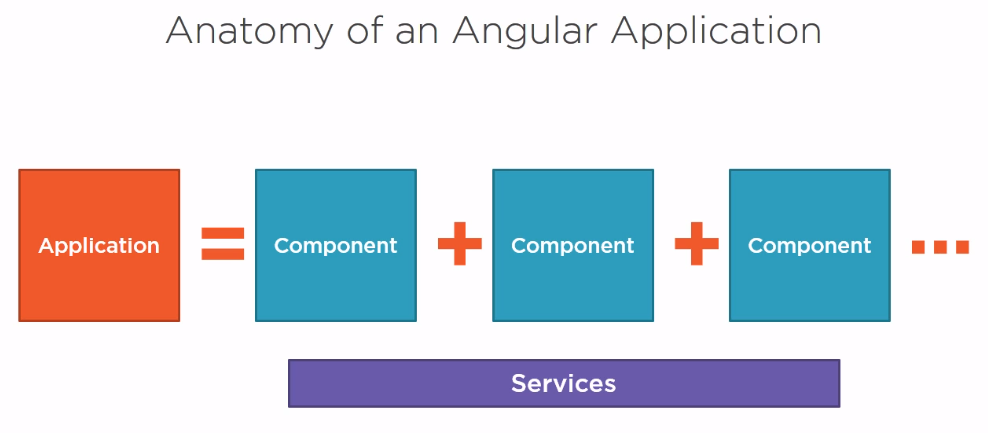 Anatomy of an Angular Application
Application = Component + Component + Component ...
Services